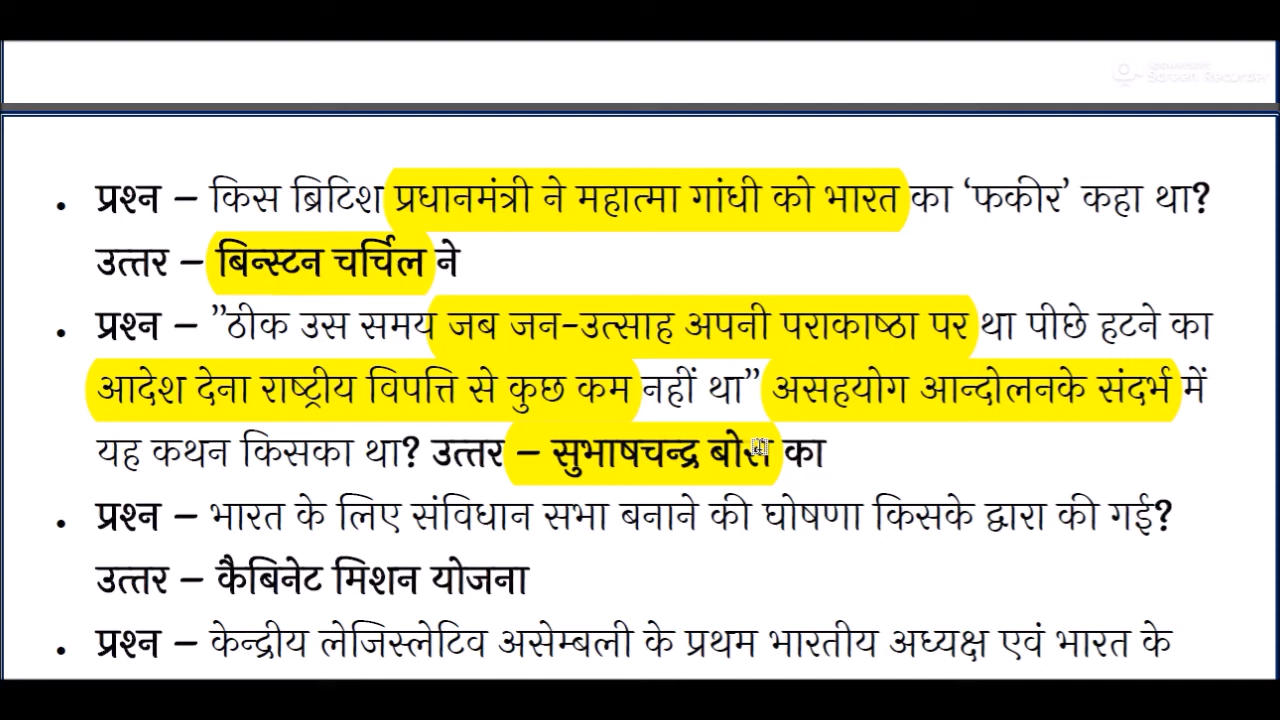 Screen Recorder
• प्रश्न – किस ब्रिटिश प्रधानमंत्री ने महात्मा गांधी को भारत का ‘फकीर’ कहा था?
उत्तर – बिन्स्टन चर्चिल ने
• प्रश्न – ”ठीक उस समय जब जन-उत्साह अपनी पराकाष्ठा पर था पीछे हटने का
आदेश देना राष्ट्रीय विपत्ति से कुछ कम नहीं था” असहयोग आन्दोलनके संदर्भ में
यह कथन किसका था? उत्तर – सुभाषचन्द्र बोस का
• प्रश्न – भारत के लिए संविधान सभा बनाने की घोषणा किसके द्वारा की गई?
उत्तर – कैबिनेट मिशन योजना
• प्रश्न – केन्द्रीय लेजिस्लेटिव असेम्बली के प्रथम भारतीय अध्यक्ष एवं भारत के